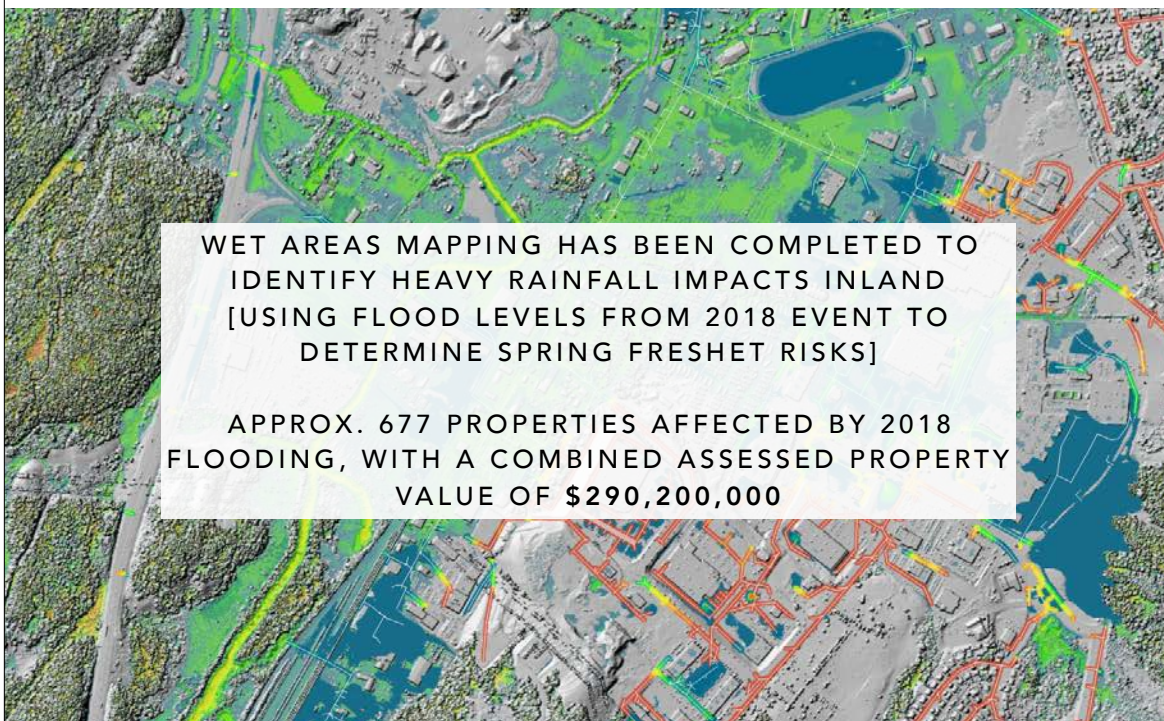 WET AREAS MAPPING HAS BEEN COMPLETED TO
IDENTIFY HEAVY RAINFALL IMPACTS INLAND
[USING FLOOD LEVELS FROM 2018 EVENT TO
DETERMINE SPRING FRESHET RISKS]
APPROX. 677 PROPERTIES AFFECTED BY 2018
FLOODING, WITH A COMBINED ASSESSED PROPERTY
VALUE OF $290,200,000